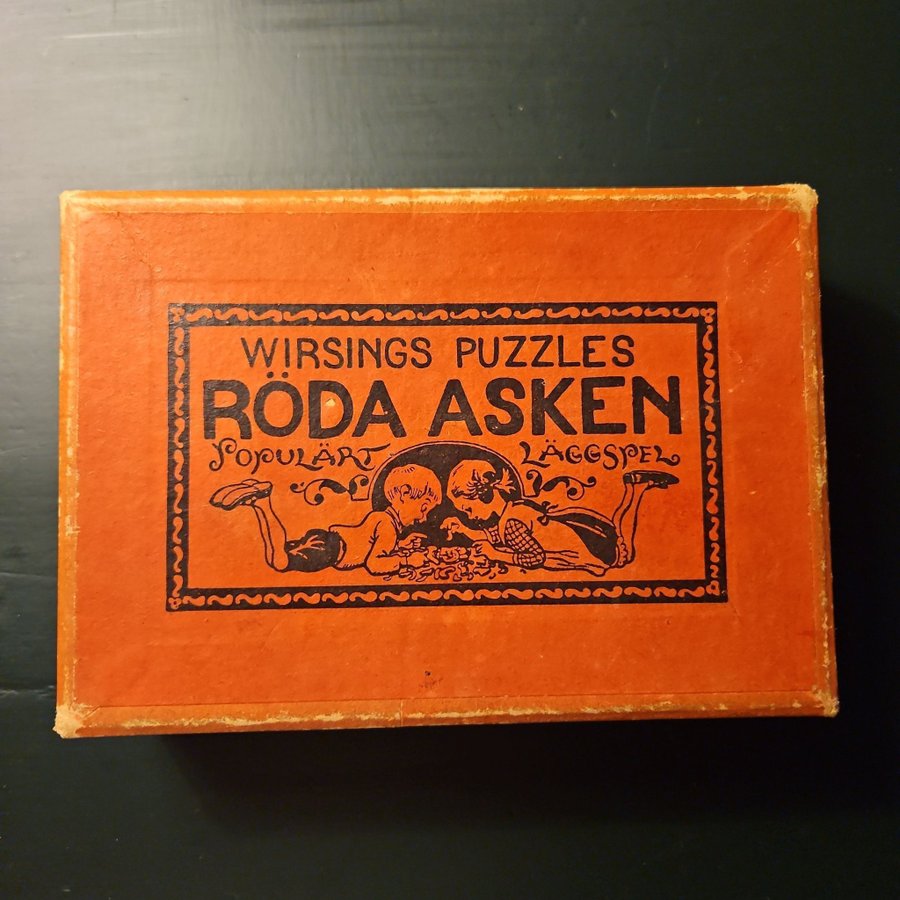 WIRSINGS PUZZLES
RÖDA ASKEN
POPULÄRT LÄGGSPEL